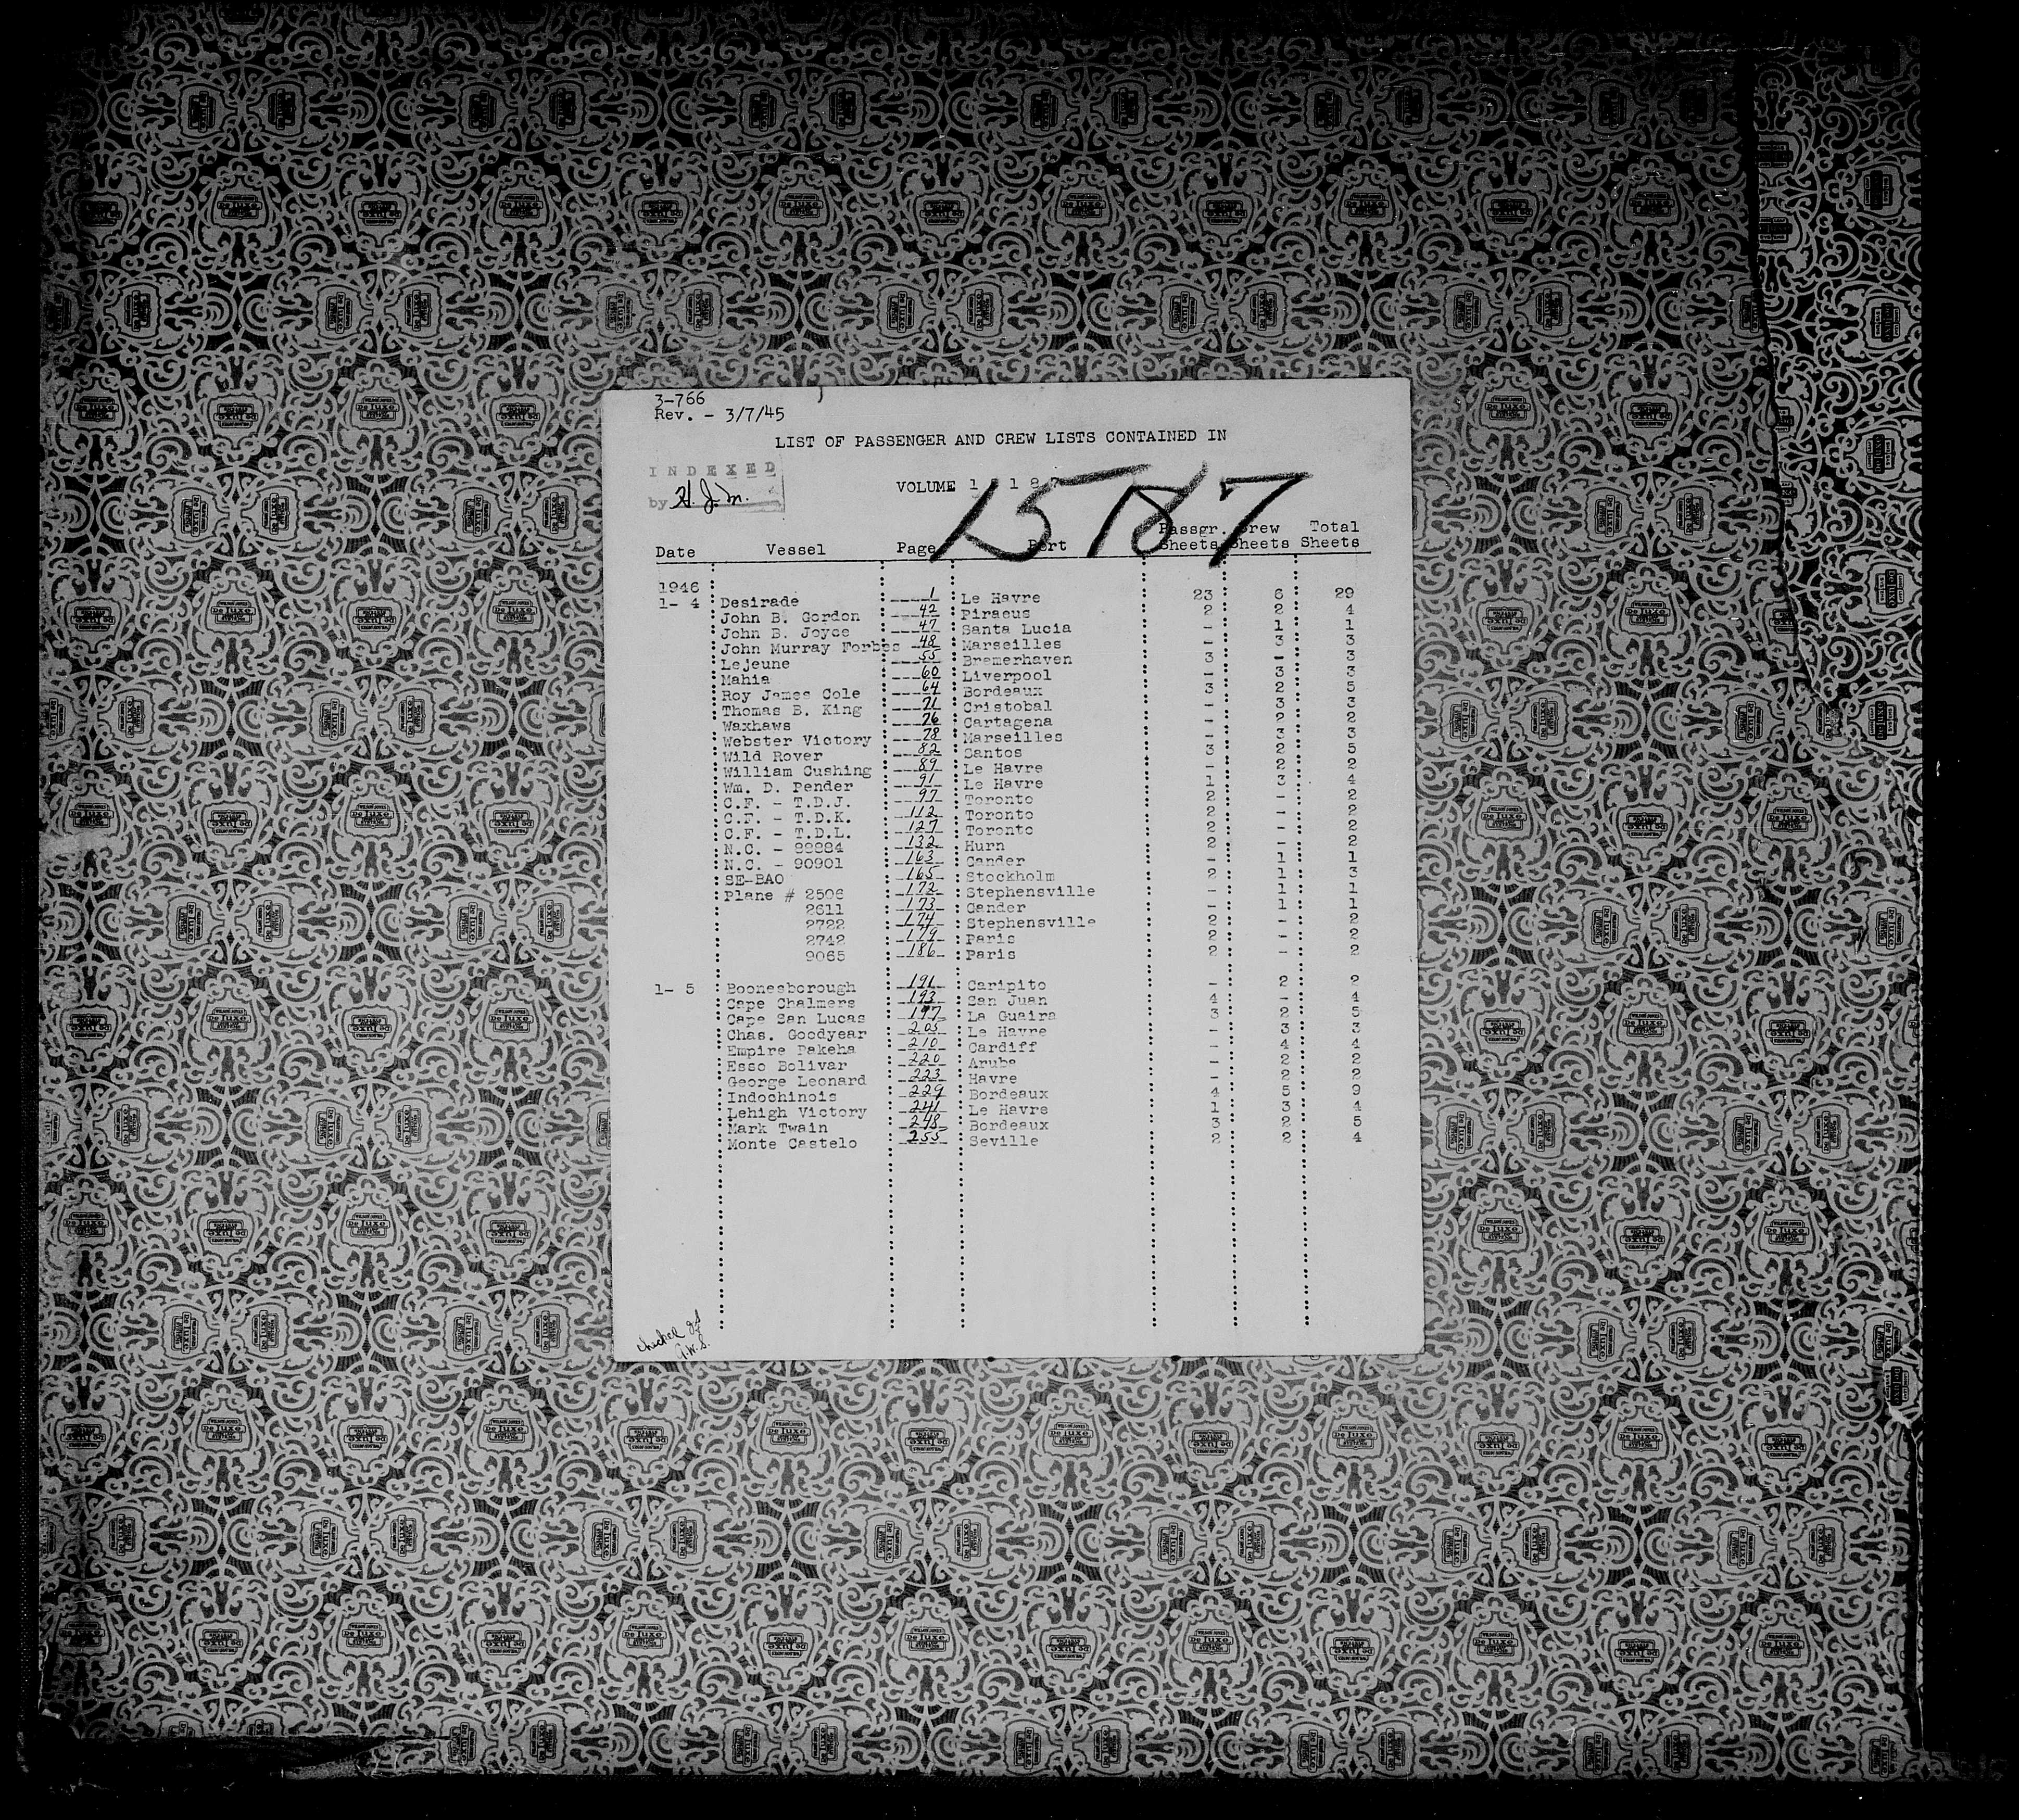 3-766
Rev. - 3/7/45
LIST OF PASSENGER AND CREW LISTS CONTAINED IN
INDEXED
by H.J.M.
VOLUME 15187
Date Vessel Page Port Passgr. Sheets Crew Sheets Total Sheets
1946
1- 4 Desirade 1 Le Havre 23 6 29
John B. Gordon 42 Piraeus 2 2 4
John B. Joyce 47 Santa Lucia - 1 1
John Murray Forbes 48 Marseilles - 3 3
Lejeune 55 Bremerhaven 3 - 3
Mahia 60 Liverpool - 3 3
Roy James Cole 64 Bordeaux 3 2 5
Thomas B. King 71 Cristobal - 3 3
Waxhaws 76 Cartagena - 2 2
Webster Victory 78 Marseilles - 3 3
Wild Rover 82 Santos 3 2 5
William Cushing 89 Le Havre - 2 2
Wm. D. Pender 91 Le Havre 1 3 4
C.F. - T.D.J. 97 Toronto 2 - 2
C.F. - T.D.K. 112 Toronto 2 - 2
C.F. - T.D.L. 127 Toronto 2 - 2
N.C. - 88884 132 Hurn 2 - 2
N.C. - 90901 163 Gander - 1 1
SE-BAO 165 Stockholm 2 1 3
Plane # 2506 172 Stephensville - 1 1
2611 173 Gander - 1 1
2722 174 Stephensville 2 - 2
2742 179 Paris 2 - 2
9065 186 Paris 2 - 2
1- 5 Boonesborough 191 Caripito - 2 2
Cape Chalmers 193 San Juan 4 - 4
Cape San Lucas 197 La Guaira 3 2 5
Chas. Goodyear 205 Le Havre - 3 3
Empire Pakeha 210 Cardiff - 4 4
Esso Bolivar 220 Aruba - 2 2
George Leonard 223 Havre - 2 2
Indochinois 229 Bordeaux 4 5 9
Lehigh Victory 241 Le Havre 1 3 4
Mark Twain 248 Bordeaux 3 2 5
Monte Castelo 255 Seville 2 2 4
checked